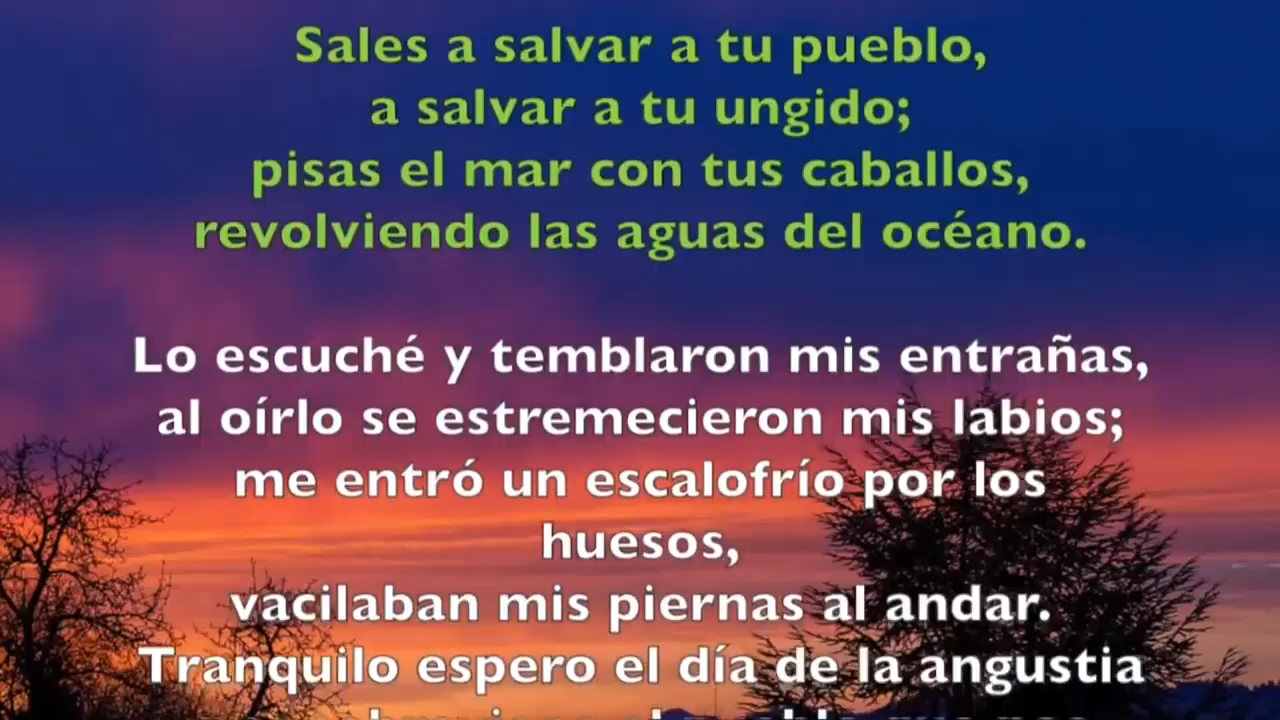 Sales a salvar a tu pueblo,
a salvar a tu ungido;
pisas el mar con tus caballos,
revolviendo las aguas del océano.
Lo escuché y temblaron mis entrañas,
al oírlo se estremecieron mis labios;
me entró un escalofrío por los
huesos,
vacilaban mis piernas al andar.
Tranquilo espero el día de la angustia